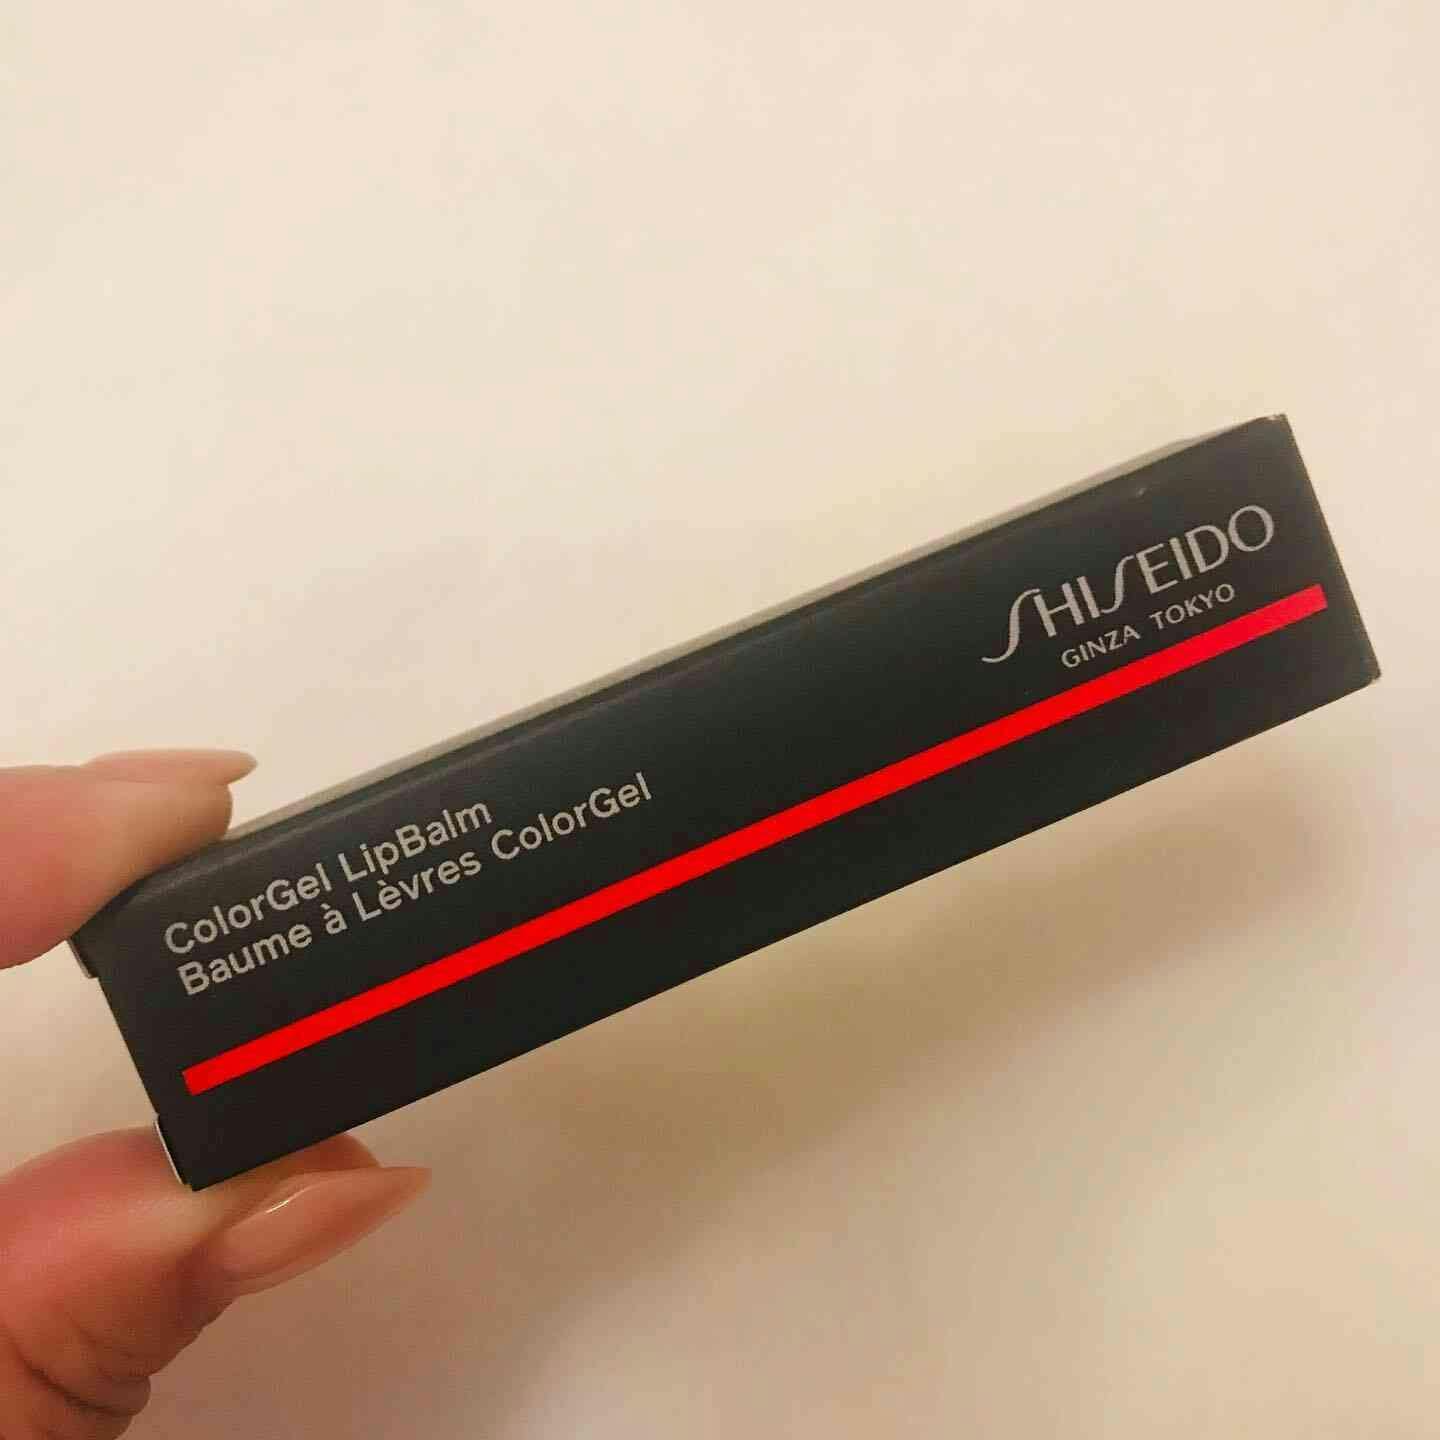 SHISEIDO
GINZA TOKYO
ColorGel LipBalm
Baume à Lèvres ColorGel